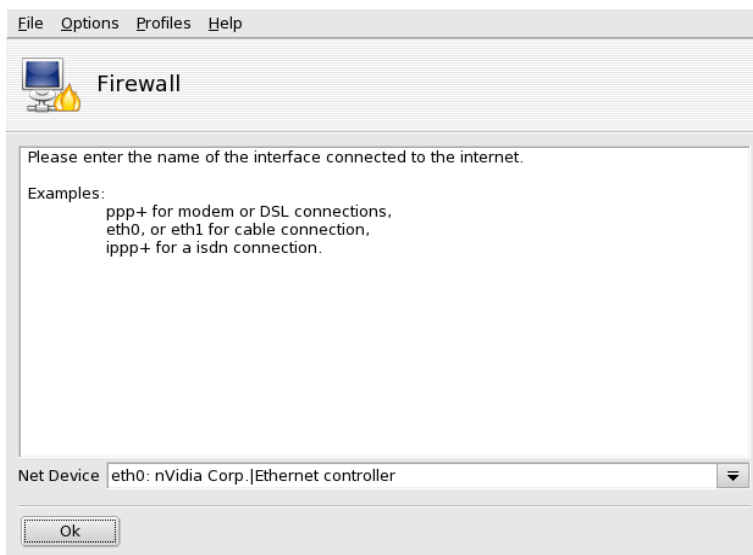 File Options Profiles Help
Firewall
Please enter the name of the interface connected to the internet.
Examples:
ppp+ for modem or DSL connections,
eth0, or eth1 for cable connection,
ippp+ for a isdn connection.
Net Device eth0: nVidia Corp.|Ethernet controller
Ok